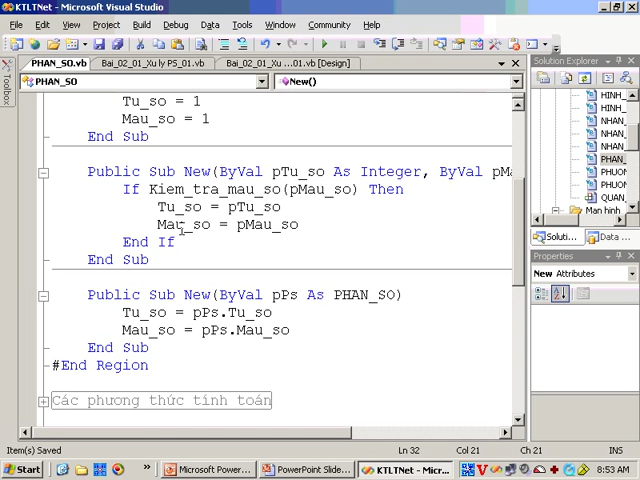 KTLTNet - Microsoft Visual Studio
File Edit View Project Build Debug Data Tools Window Community Help
PHAN_SO.vb Bai_02_01_Xu ly PS_01.vb Bai_02_01_Xu ....01.vb [Design]
PHAN_SO New()
Toolbox
Tu_so = 1
Mau_so = 1
End Sub
Public Sub New(ByVal pTu_so As Integer, ByVal pMa
If Kiem_tra_mau_so(pMau_so) Then
Tu_so = pTu_so
Mau_so = pMau_so
End If
End Sub
Public Sub New(ByVal pPs As PHAN_SO)
Tu_so = pPs.Tu_so
Mau_so = pPs.Mau_so
End Sub
#End Region
Các phương thức tính toán
Solution Explorer
HINH_
HINH_
NHAN_
NHAN_
NHAN_
PHAN_
PHUO
PHUO
QUAN_
Man hinh
Soluti... Data ...
Properties
New Attributes
Item(s) Saved Ln 32 Col 21 Ch 21 INS
Start » Microsoft Power... PowerPoint Slide... KTLTNet - Micr... 8:53 AM